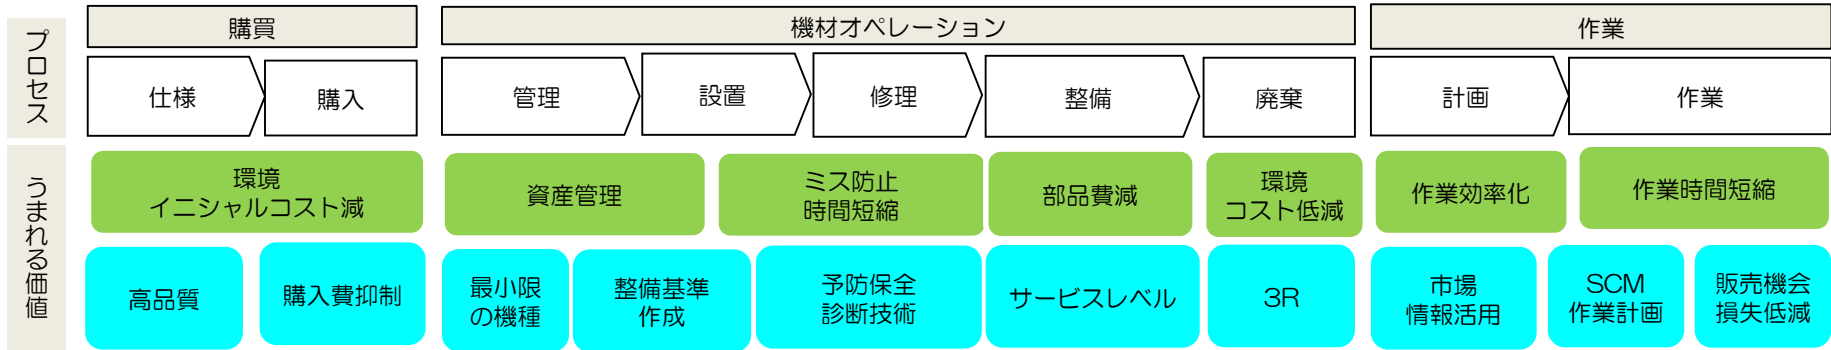 プロセス
購買
機材オペレーション
作業
仕様
購入
管理
設置
修理
整備
廃棄
計画
作業
うまれる価値
環境
イニシャルコスト減
資産管理
ミス防止
時間短縮
部品費減
環境
コスト低減
作業効率化
作業時間短縮
高品質
購入費抑制
最小限
の機種
整備基準
作成
予防保全
診断技術
サービスレベル
3R
市場
情報活用
SCM
作業計画
販売機会
損失低減